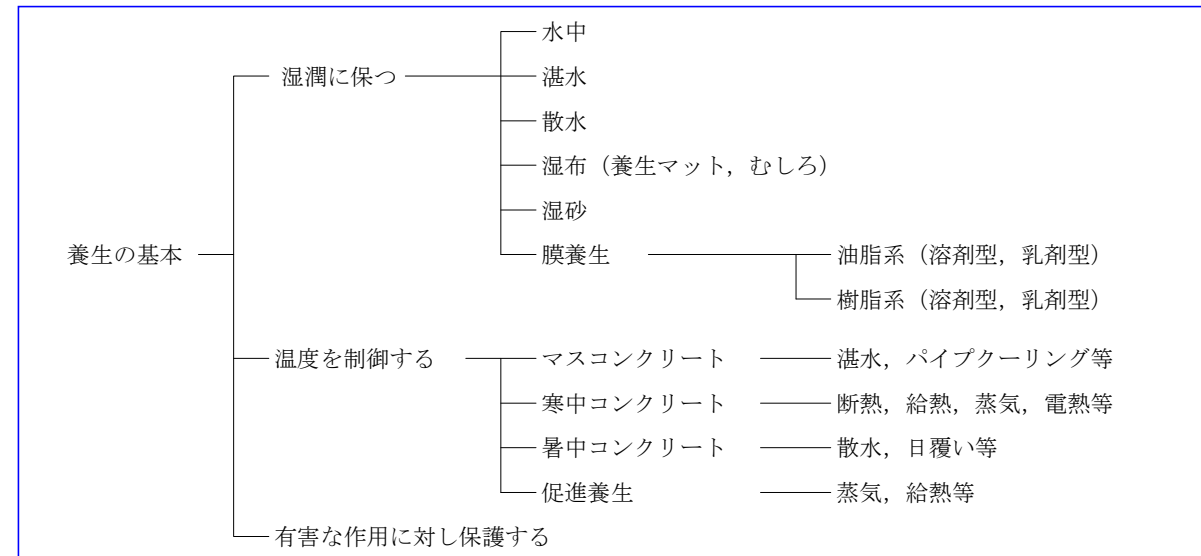 水中
湿潤に保つ
湛水
散水
湿布（養生マット，むしろ）
湿砂
養生の基本
膜養生
油脂系（溶剤型，乳剤型）
樹脂系（溶剤型，乳剤型）
温度を制御する
マスコンクリート
湛水，パイプクーリング等
寒中コンクリート
断熱，給熱，蒸気，電熱等
暑中コンクリート
散水，日覆い等
促進養生
蒸気，給熱等
有害な作用に対し保護する